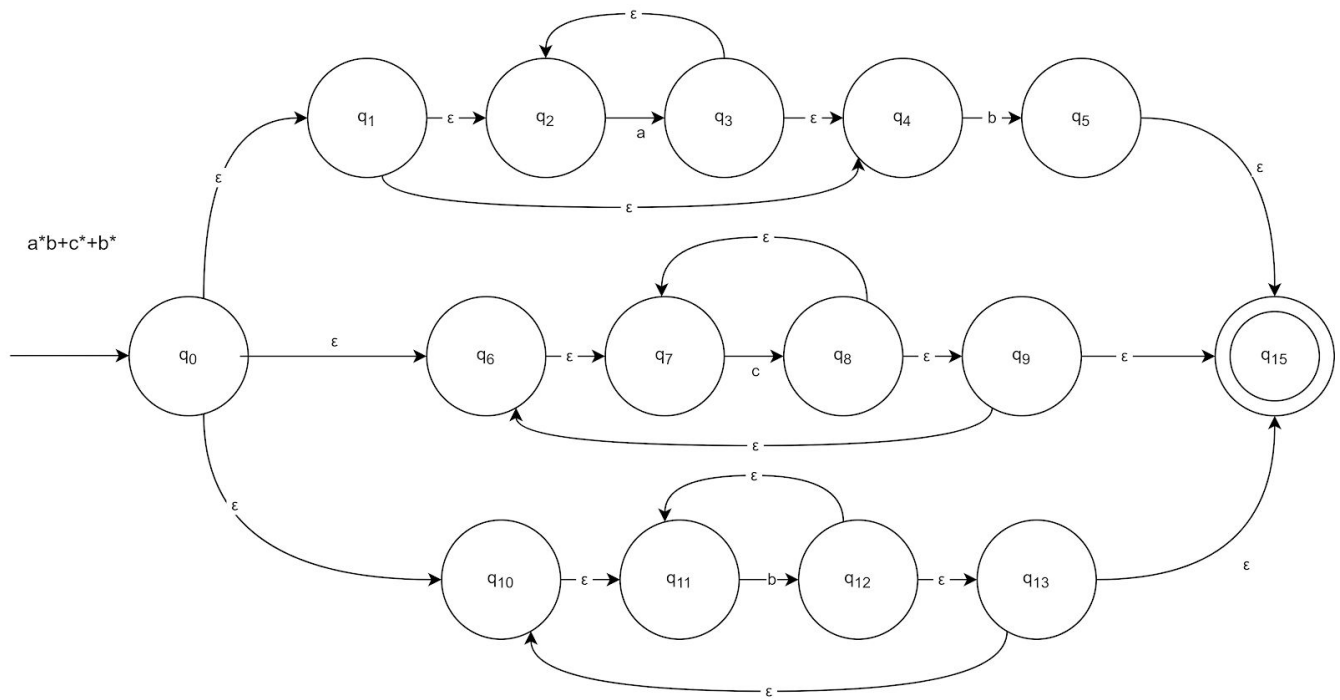 ε
q1 ε q2 a q3 ε q4 b q5
ε ε
ε
a*b+c*+b*
ε
q0 ε q6 ε q7 c q8 ε q9 ε q15
ε
ε
ε
q10 ε q11 b q12 ε q13 ε
ε